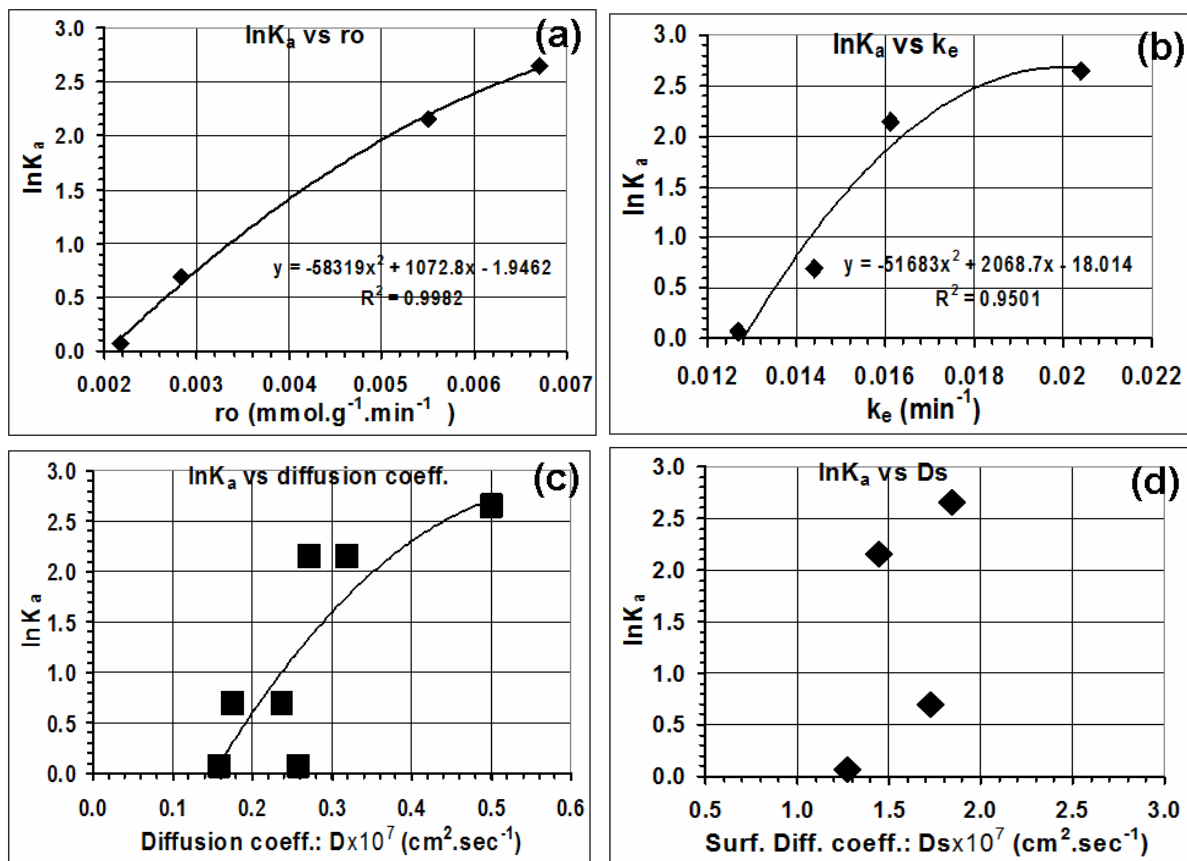 lnKₐ vs ro
(a)
3.0
2.5
2.0
1.5
1.0
0.5
0.0
lnKₐ
y = -58319x² + 1072.8x - 1.9462
R² = 0.9982
0.002 0.003 0.004 0.005 0.006 0.007
ro (mmol.g⁻¹.min⁻¹ )
lnKₐ vs kₑ
(b)
3.0
2.5
2.0
1.5
1.0
0.5
0.0
lnKₐ
y = -51683x² + 2068.7x - 18.014
R² = 0.9501
0.012 0.014 0.016 0.018 0.02 0.022
kₑ (min⁻¹)
lnKₐ vs diffusion coeff.
(c)
3.0
2.5
2.0
1.5
1.0
0.5
0.0
lnKₐ
0.0 0.1 0.2 0.3 0.4 0.5 0.6
Diffusion coeff.: Dx10⁷ (cm².sec⁻¹)
lnKₐ vs Ds
(d)
3.0
2.5
2.0
1.5
1.0
0.5
0.0
lnKₐ
0.5 1.0 1.5 2.0 2.5 3.0
Surf. Diff. coeff.: Dsx10⁷ (cm².sec⁻¹)